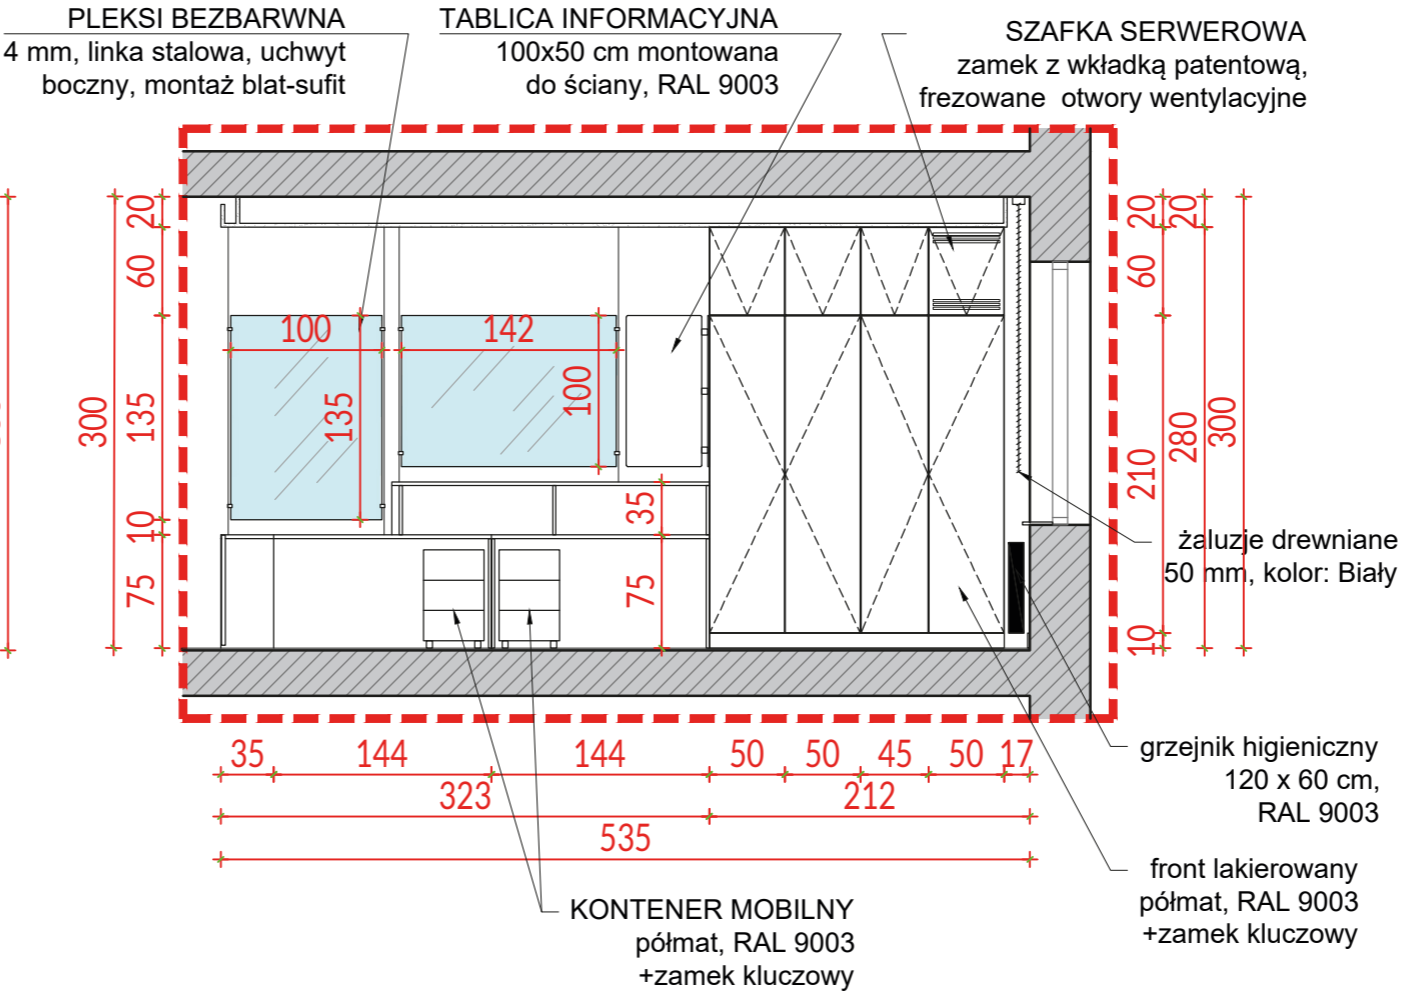 PLEKSI BEZBARWNA
4 mm, linka stalowa, uchwyt
boczny, montaż blat-sufit
TABLICA INFORMACYJNA
100x50 cm montowana
do ściany, RAL 9003
SZAFKA SERWEROWA
zamek z wkładką patentową,
frezowane otwory wentylacyjne
20
60
135
10
75
300
100
135
142
100
35
75
20
60
210
10
20
280
300
żaluzje drewniane
50 mm, kolor: Biały
35
144
144
50
50
45
50
17
323
212
535
grzejnik higieniczny
120 x 60 cm,
RAL 9003
front lakierowany
półmat, RAL 9003
+zamek kluczowy
KONTENER MOBILNY
półmat, RAL 9003
+zamek kluczowy